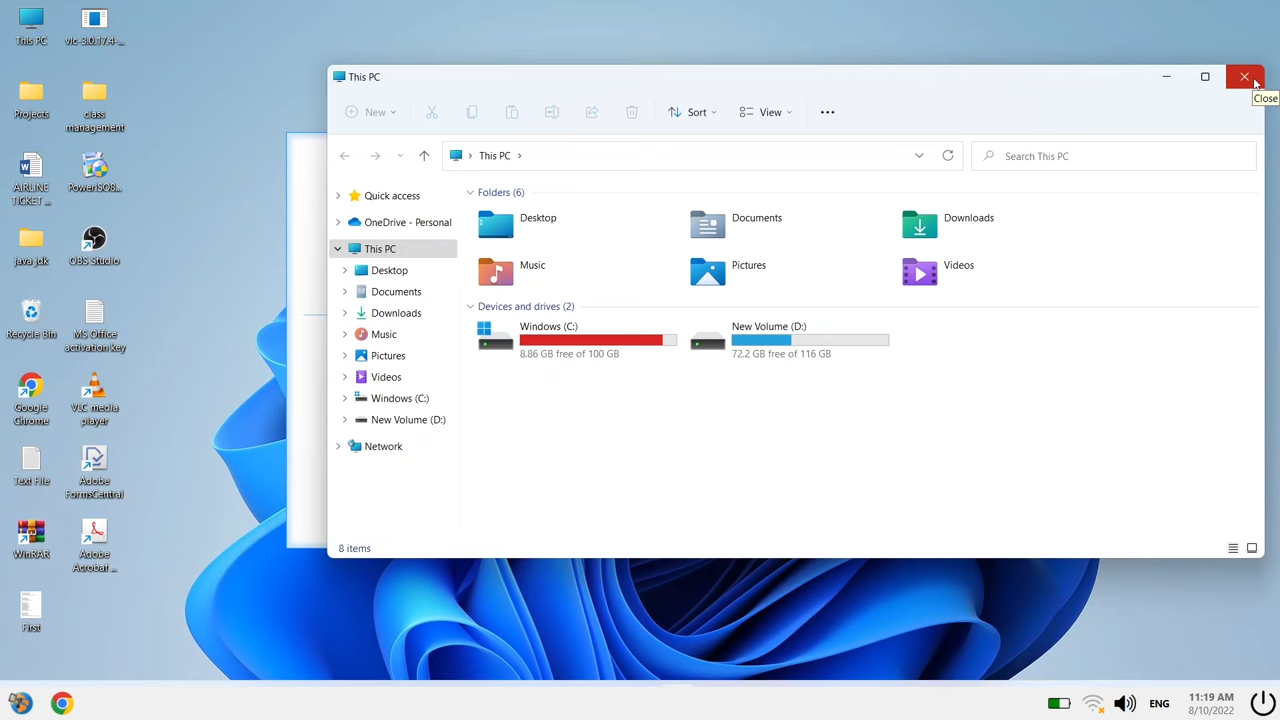 This PC
vlc-3.0.17.4-...
Projects
class
management
AIRLINE
TICKET ...
PowerISO8...
java jdk
OBS Studio
Recycle Bin
MS Office
activation key
Google
Chrome
VLC media
player
Text File
Adobe
FormsCentral
WinRAR
Adobe
Acrobat ...
First
This PC
Close
New
Sort
View
This PC
Search This PC
Quick access
OneDrive - Personal
This PC
Desktop
Documents
Downloads
Music
Pictures
Videos
Windows (C:)
New Volume (D:)
Network
Folders (6)
Desktop
Documents
Downloads
Music
Pictures
Videos
Devices and drives (2)
Windows (C:)
8.86 GB free of 100 GB
New Volume (D:)
72.2 GB free of 116 GB
8 items
ENG
11:19 AM
8/10/2022